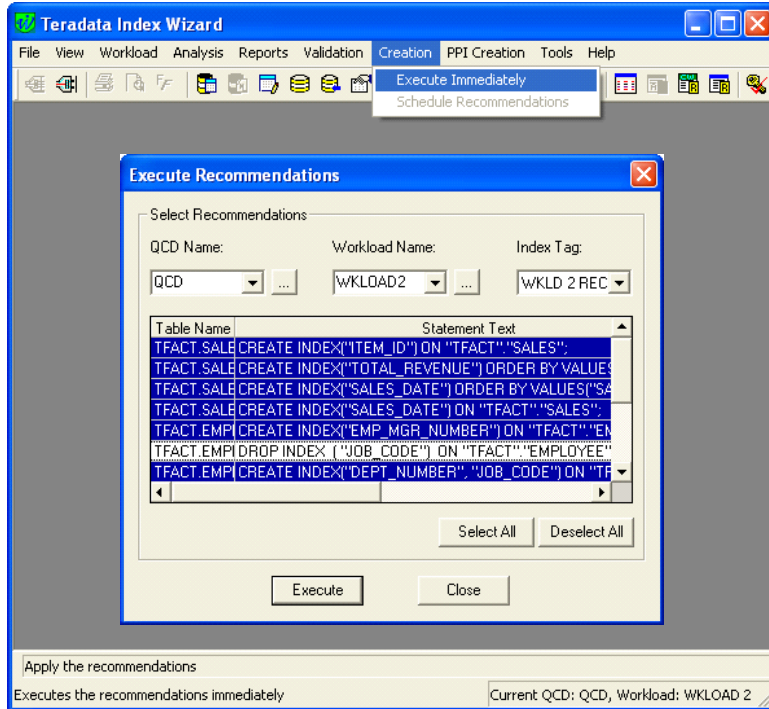 Teradata Index Wizard
File View Workload Analysis Reports Validation Creation PPI Creation Tools Help
Execute Immediately
Schedule Recommendations
Execute Recommendations
Select Recommendations
QCD Name: Workload Name: Index Tag:
QCD ... WKLOAD2 ... WKLD 2 REC
Table Name Statement Text
TFACT.SALE CREATE INDEX("ITEM_ID") ON "TFACT"."SALES";
TFACT.SALE CREATE INDEX("TOTAL_REVENUE") ORDER BY VALUES
TFACT.SALE CREATE INDEX("SALES_DATE") ORDER BY VALUES("SA
TFACT.SALE CREATE INDEX("SALES_DATE") ON "TFACT"."SALES";
TFACT.EMPI CREATE INDEX("EMP_MGR_NUMBER") ON "TFACT"."EM
TFACT.EMPI DROP INDEX ( "JOB_CODE") ON "TFACT"."EMPLOYEE"
TFACT.EMPI CREATE INDEX("DEPT_NUMBER", "JOB_CODE") ON "TF
Select All Deselect All
Execute Close
Apply the recommendations
Executes the recommendations immediately Current QCD: QCD, Workload: WKLOAD 2